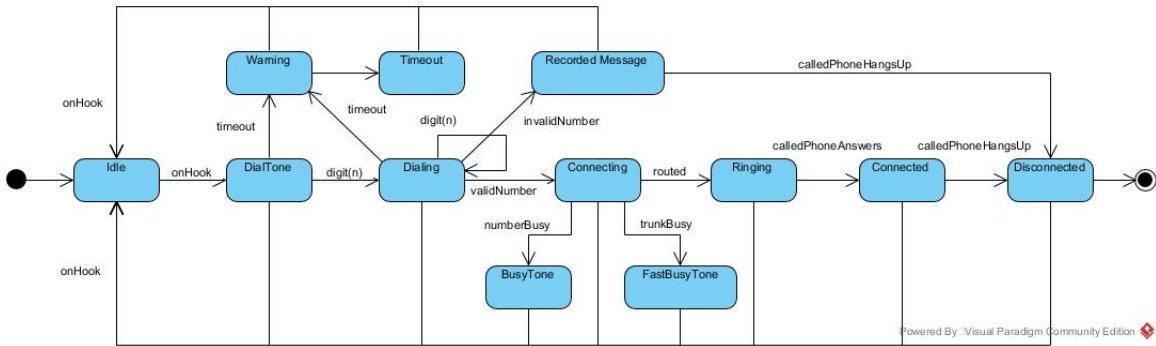 Warning
Timeout
Recorded Message
calledPhoneHangsUp
onHook
timeout
timeout
digit(n)
invalidNumber
Idle
onHook
DialTone
digit(n)
Dialing
validNumber
Connecting
routed
Ringing
calledPhoneAnswers
Connected
calledPhoneHangsUp
Disconnected
numberBusy
trunkBusy
onHook
BusyTone
FastBusyTone
Powered By Visual Paradigm Community Edition